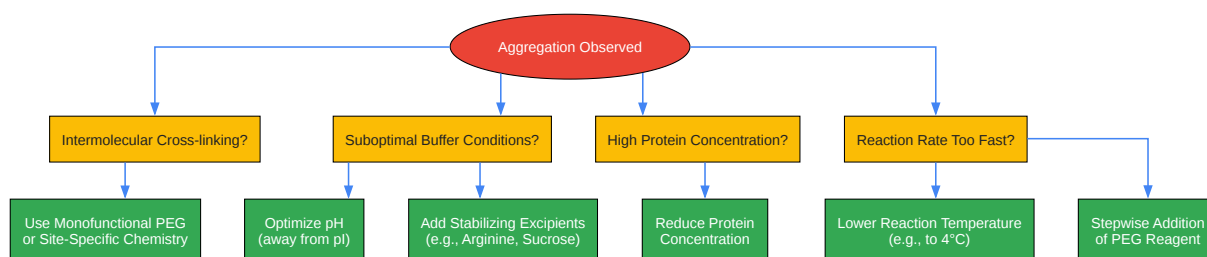 Aggregation Observed
Intermolecular Cross-linking?
Suboptimal Buffer Conditions?
High Protein Concentration?
Reaction Rate Too Fast?
Use Monofunctional PEG
or Site-Specific Chemistry
Optimize pH
(away from pI)
Add Stabilizing Excipients
(e.g., Arginine, Sucrose)
Reduce Protein
Concentration
Lower Reaction Temperature
(e.g., to 4°C)
Stepwise Addition
of PEG Reagent